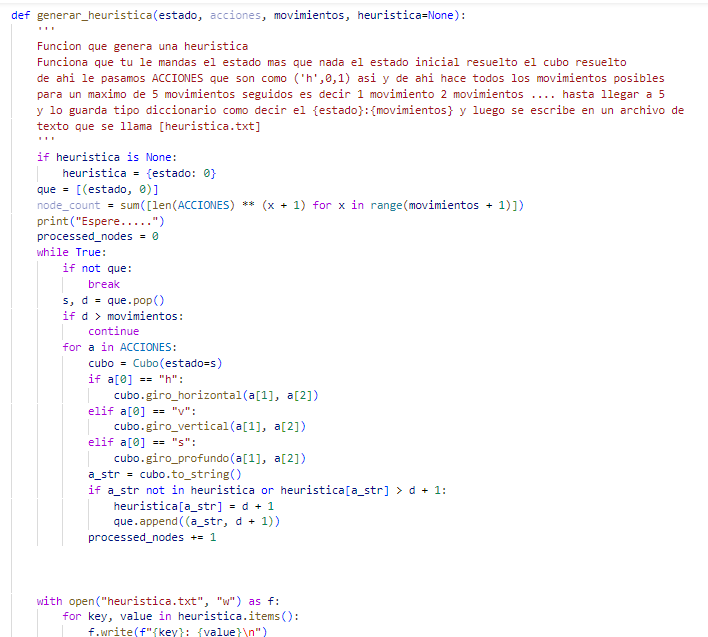 def generar_heuristica(estado, acciones, movimientos, heuristica=None):
    '''
    Funcion que genera una heuristica
    Funciona que tu le mandas el estado mas que nada el estado inicial resuelto el cubo resuelto
    de ahi le pasamos ACCIONES que son como ('h',0,1) asi y de ahi hace todos los movimientos posibles
    para un maximo de 5 movimientos seguidos es decir 1 movimiento 2 movimientos .... hasta llegar a 5
    y lo guarda tipo diccionario como decir el {estado}:{movimientos} y luego se escribe en un archivo de
    texto que se llama [heuristica.txt]
    '''
    if heuristica is None:
        heuristica = {estado: 0}
    que = [(estado, 0)]
    node_count = sum([len(ACCIONES) ** (x + 1) for x in range(movimientos + 1)])
    print("Espere.....")
    processed_nodes = 0
    while True:
        if not que:
            break
        s, d = que.pop()
        if d > movimientos:
            continue
        for a in ACCIONES:
            cubo = Cubo(estado=s)
            if a[0] == "h":
                cubo.giro_horizontal(a[1], a[2])
            elif a[0] == "v":
                cubo.giro_vertical(a[1], a[2])
            elif a[0] == "s":
                cubo.giro_profundo(a[1], a[2])
            a_str = cubo.to_string()
            if a_str not in heuristica or heuristica[a_str] > d + 1:
                heuristica[a_str] = d + 1
                que.append((a_str, d + 1))
            processed_nodes += 1
    with open("heuristica.txt", "w") as f:
        for key, value in heuristica.items():
            f.write(f"{key}: {value}\n")